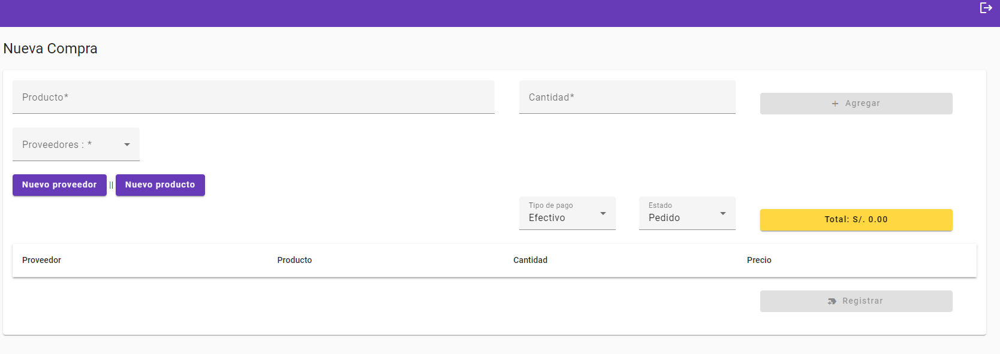 Nueva Compra
Producto*
Cantidad*
Agregar
Proveedores : *
Nuevo proveedor || Nuevo producto
Tipo de pago
Efectivo
Estado
Pedido
Total: S/. 0.00
Proveedor Producto Cantidad Precio
Registrar